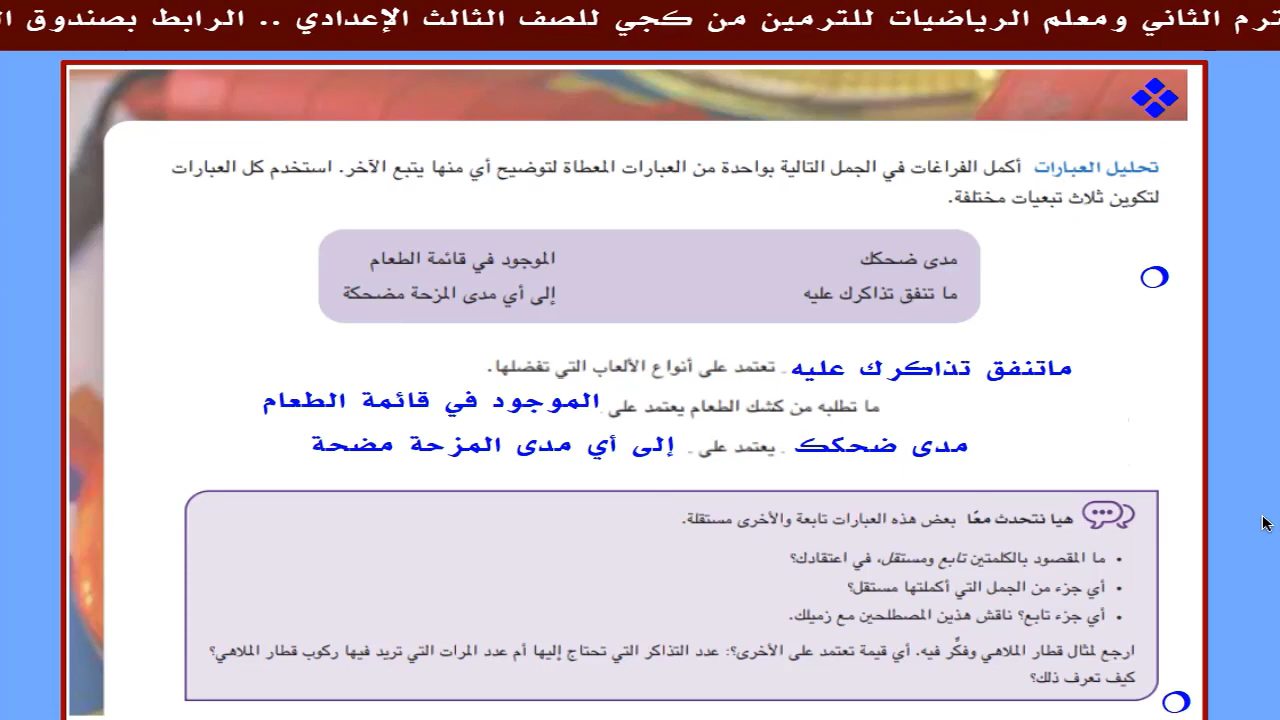 ترم الثاني ومعلم الرياضيات للترمين من كجي للصف الثالث الإعدادي .. الرابط بصندوق
تحليل العبارات أكمل الفراغات في الجمل التالية بواحدة من العبارات المعطاة لتوضيح أي منها يتبع الآخر. استخدم كل العبارات
لتكوين ثلاث تبعيات مختلفة.
مدى ضحكك الموجود في قائمة الطعام
ما تنفق تذاكرك عليه إلى أي مدى المزحة مضحكة
ماتنفق تذاكرك عليه تعتمد على أنواع الألعاب التي تفضلها.
ما تطلبه من كشك الطعام يعتمد على الموجود في قائمة الطعام
مدى ضحكك يعتمد على إلى أي مدى المزحة مضحة
هيا نتحدث معًا بعض هذه العبارات تابعة والأخرى مستقلة.
• ما المقصود بالكلمتين تابع ومستقل، في اعتقادك؟
• أي جزء من الجمل التي أكملتها مستقل؟
• أي جزء تابع؟ ناقش هذين المصطلحين مع زميلك.
ارجع لمثال قطار الملاهي وفكِّر فيه. أي قيمة تعتمد على الأخرى؟: عدد التذاكر التي تحتاج إليها أم عدد المرات التي تريد فيها ركوب قطار الملاهي؟
كيف تعرف ذلك؟